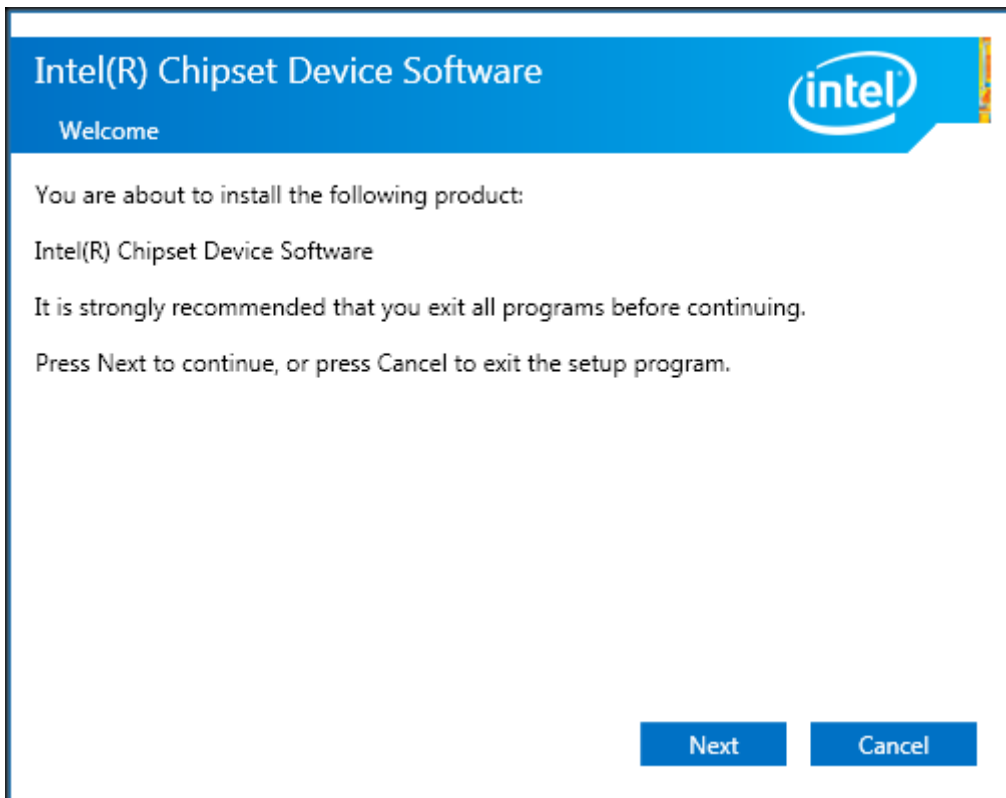 Intel(R) Chipset Device Software
intel
Welcome
You are about to install the following product:
Intel(R) Chipset Device Software
It is strongly recommended that you exit all programs before continuing.
Press Next to continue, or press Cancel to exit the setup program.
Next
Cancel